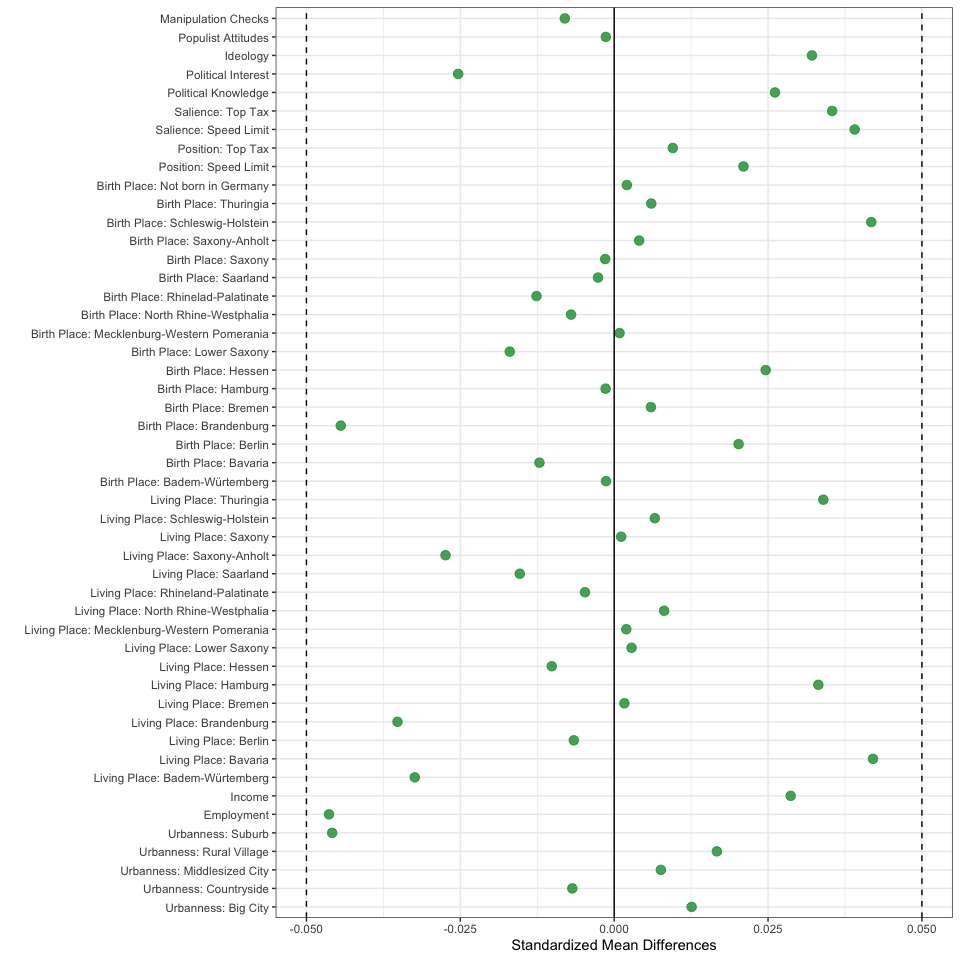 Manipulation Checks
Populist Attitudes
Ideology
Political Interest
Political Knowledge
Salience: Top Tax
Salience: Speed Limit
Position: Top Tax
Position: Speed Limit
Birth Place: Not born in Germany
Birth Place: Thuringia
Birth Place: Schleswig-Holstein
Birth Place: Saxony-Anholt
Birth Place: Saxony
Birth Place: Saarland
Birth Place: Rhinelad-Palatinate
Birth Place: North Rhine-Westphalia
Birth Place: Mecklenburg-Western Pomerania
Birth Place: Lower Saxony
Birth Place: Hessen
Birth Place: Hamburg
Birth Place: Bremen
Birth Place: Brandenburg
Birth Place: Berlin
Birth Place: Bavaria
Birth Place: Badem-Würtemberg
Living Place: Thuringia
Living Place: Schleswig-Holstein
Living Place: Saxony
Living Place: Saxony-Anholt
Living Place: Saarland
Living Place: Rhineland-Palatinate
Living Place: North Rhine-Westphalia
Living Place: Mecklenburg-Western Pomerania
Living Place: Lower Saxony
Living Place: Hessen
Living Place: Hamburg
Living Place: Bremen
Living Place: Brandenburg
Living Place: Berlin
Living Place: Bavaria
Living Place: Badem-Würtemberg
Income
Employment
Urbanness: Suburb
Urbanness: Rural Village
Urbanness: Middlesized City
Urbanness: Countryside
Urbanness: Big City
-0.050 -0.025 0.000 0.025 0.050
Standardized Mean Differences